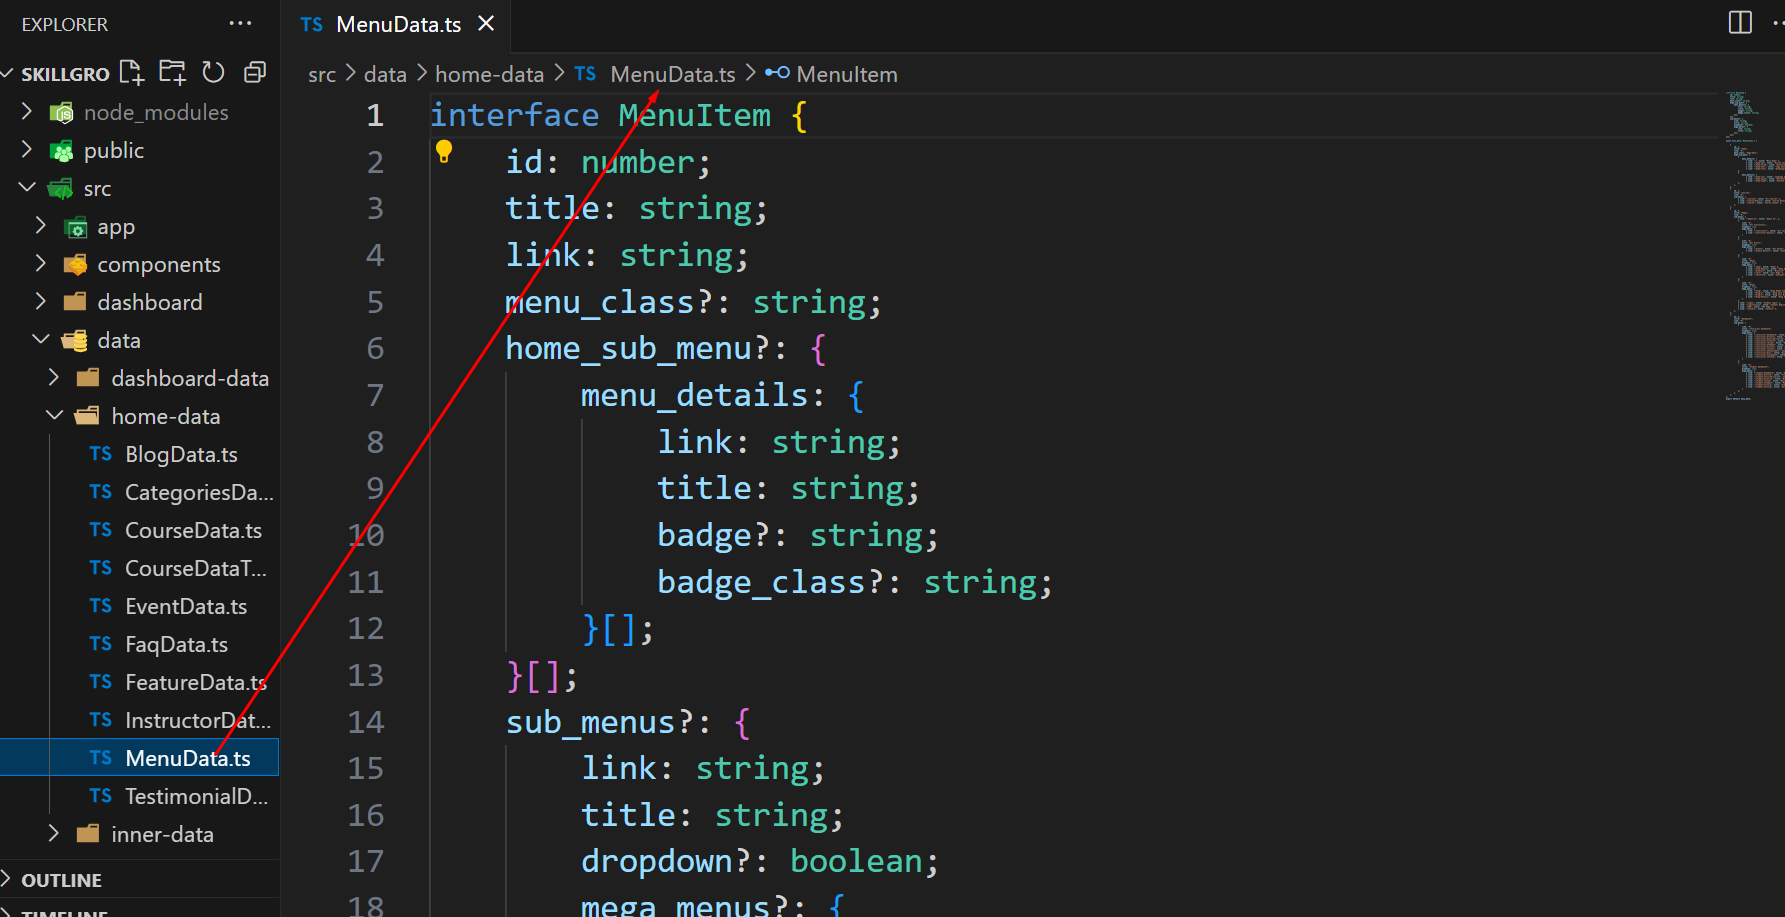 EXPLORER
TS MenuData.ts
SKILLGRO
src > data > home-data > TS MenuData.ts > MenuItem
node_modules
public
src
app
components
dashboard
data
dashboard-data
home-data
TS BlogData.ts
TS CategoriesDa...
TS CourseData.ts
TS CourseDataT...
TS EventData.ts
TS FaqData.ts
TS FeatureData.ts
TS InstructorDat...
TS MenuData.ts
TS TestimonialD...
inner-data
OUTLINE
TIMELINE
1 interface MenuItem {
2 id: number;
3 title: string;
4 link: string;
5 menu_class?: string;
6 home_sub_menu?: {
7 menu_details: {
8 link: string;
9 title: string;
10 badge?: string;
11 badge_class?: string;
12 }[];
13 }[];
14 sub_menus?: {
15 link: string;
16 title: string;
17 dropdown?: boolean;
18 mega_menus?: {